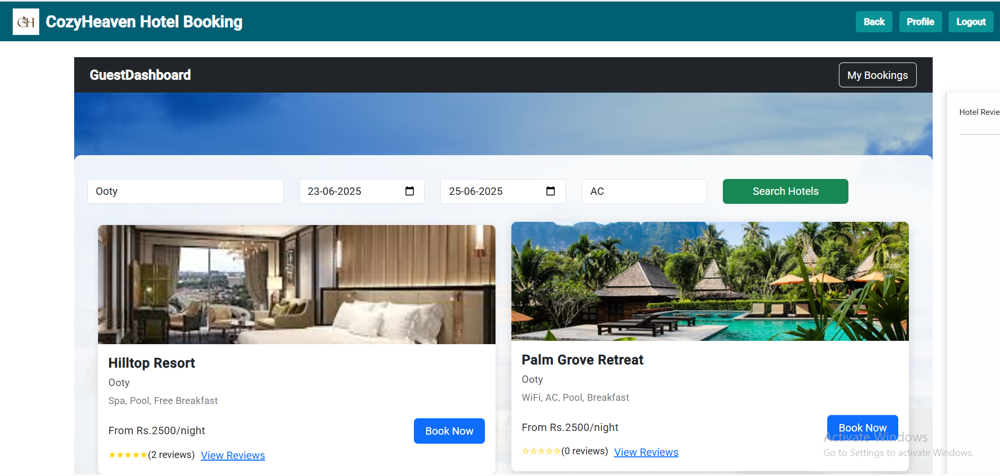 CH CozyHeaven Hotel Booking
Back
Profile
Logout
GuestDashboard
My Bookings
Hotel Revie
Ooty
23-06-2025
25-06-2025
AC
Search Hotels
Hilltop Resort
Ooty
Spa, Pool, Free Breakfast
From Rs.2500/night
Book Now
★★★★★(2 reviews) View Reviews
Palm Grove Retreat
Ooty
WiFi, AC, Pool, Breakfast
From Rs.2500/night
Book Now
☆☆☆☆☆(0 reviews) View Reviews
Activate Windows
Go to Settings to activate Windows.